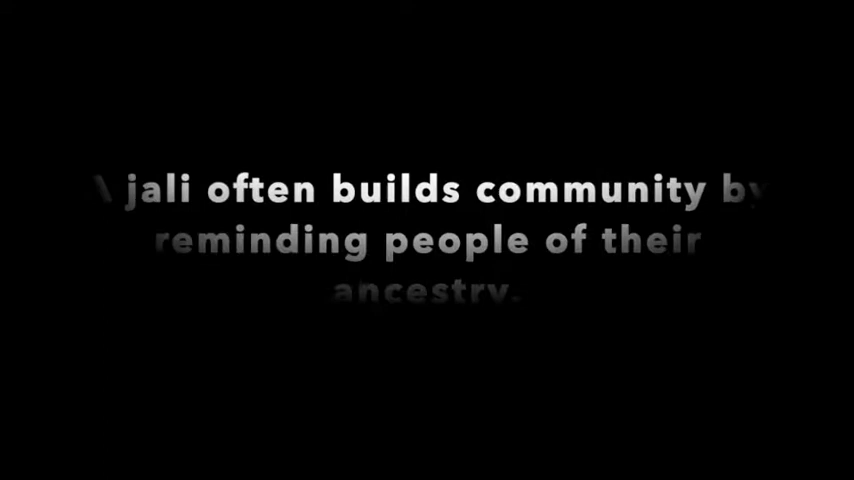 A jali often builds community by
reminding people of their
ancestry.